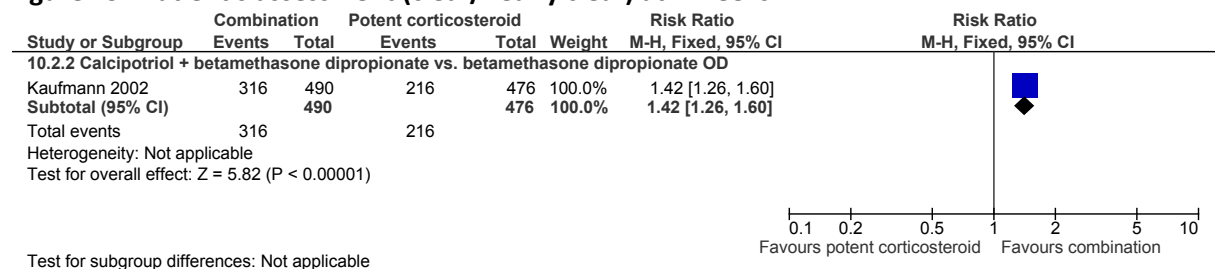 Combination Potent corticosteroid Risk Ratio Risk Ratio
Study or Subgroup Events Total Events Total Weight M-H, Fixed, 95% CI M-H, Fixed, 95% CI
10.2.2 Calcipotriol + betamethasone dipropionate vs. betamethasone dipropionate OD
Kaufmann 2002 316 490 216 476 100.0% 1.42 [1.26, 1.60]
Subtotal (95% CI) 490 476 100.0% 1.42 [1.26, 1.60]
Total events 316 216
Heterogeneity: Not applicable
Test for overall effect: Z = 5.82 (P < 0.00001)
0.1 0.2 0.5 1 2 5 10
Favours potent corticosteroid Favours combination
Test for subgroup differences: Not applicable